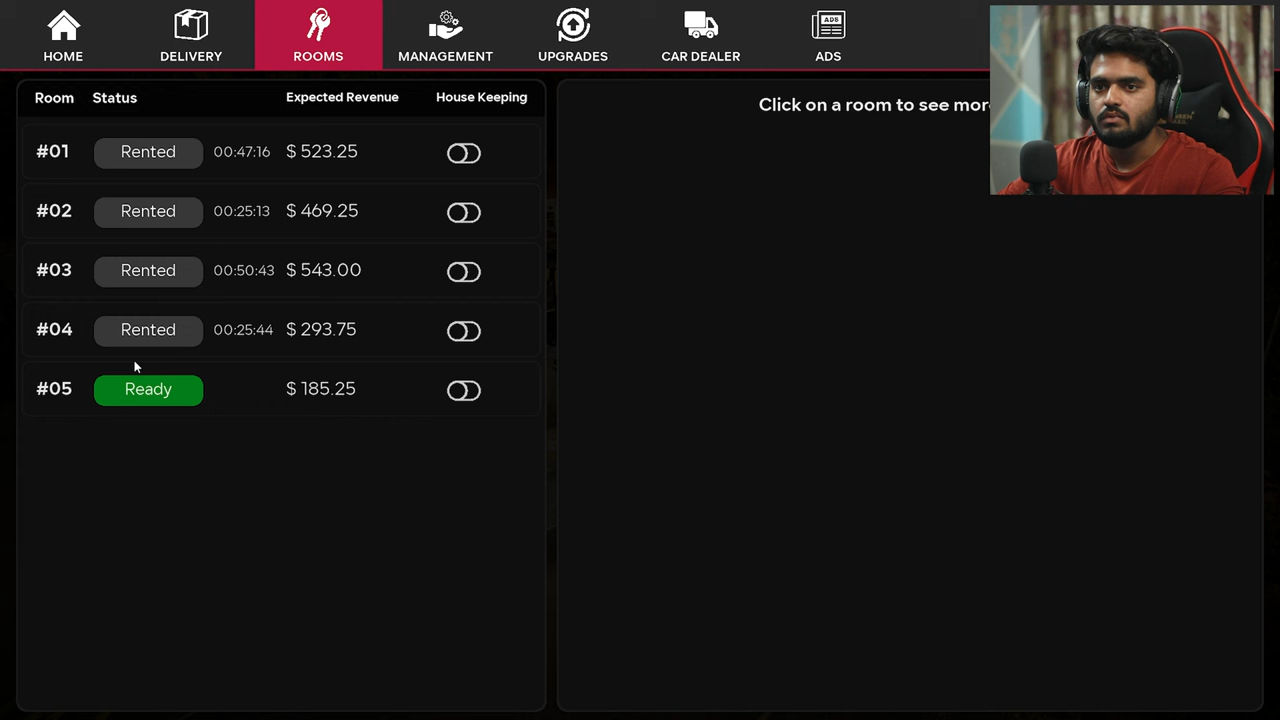 HOME DELIVERY ROOMS MANAGEMENT UPGRADES CAR DEALER ADS
Room Status Expected Revenue House Keeping
#01 Rented 00:47:16 $ 523.25
#02 Rented 00:25:13 $ 469.25
#03 Rented 00:50:43 $ 543.00
#04 Rented 00:25:44 $ 293.75
#05 Ready $ 185.25
Click on a room to see